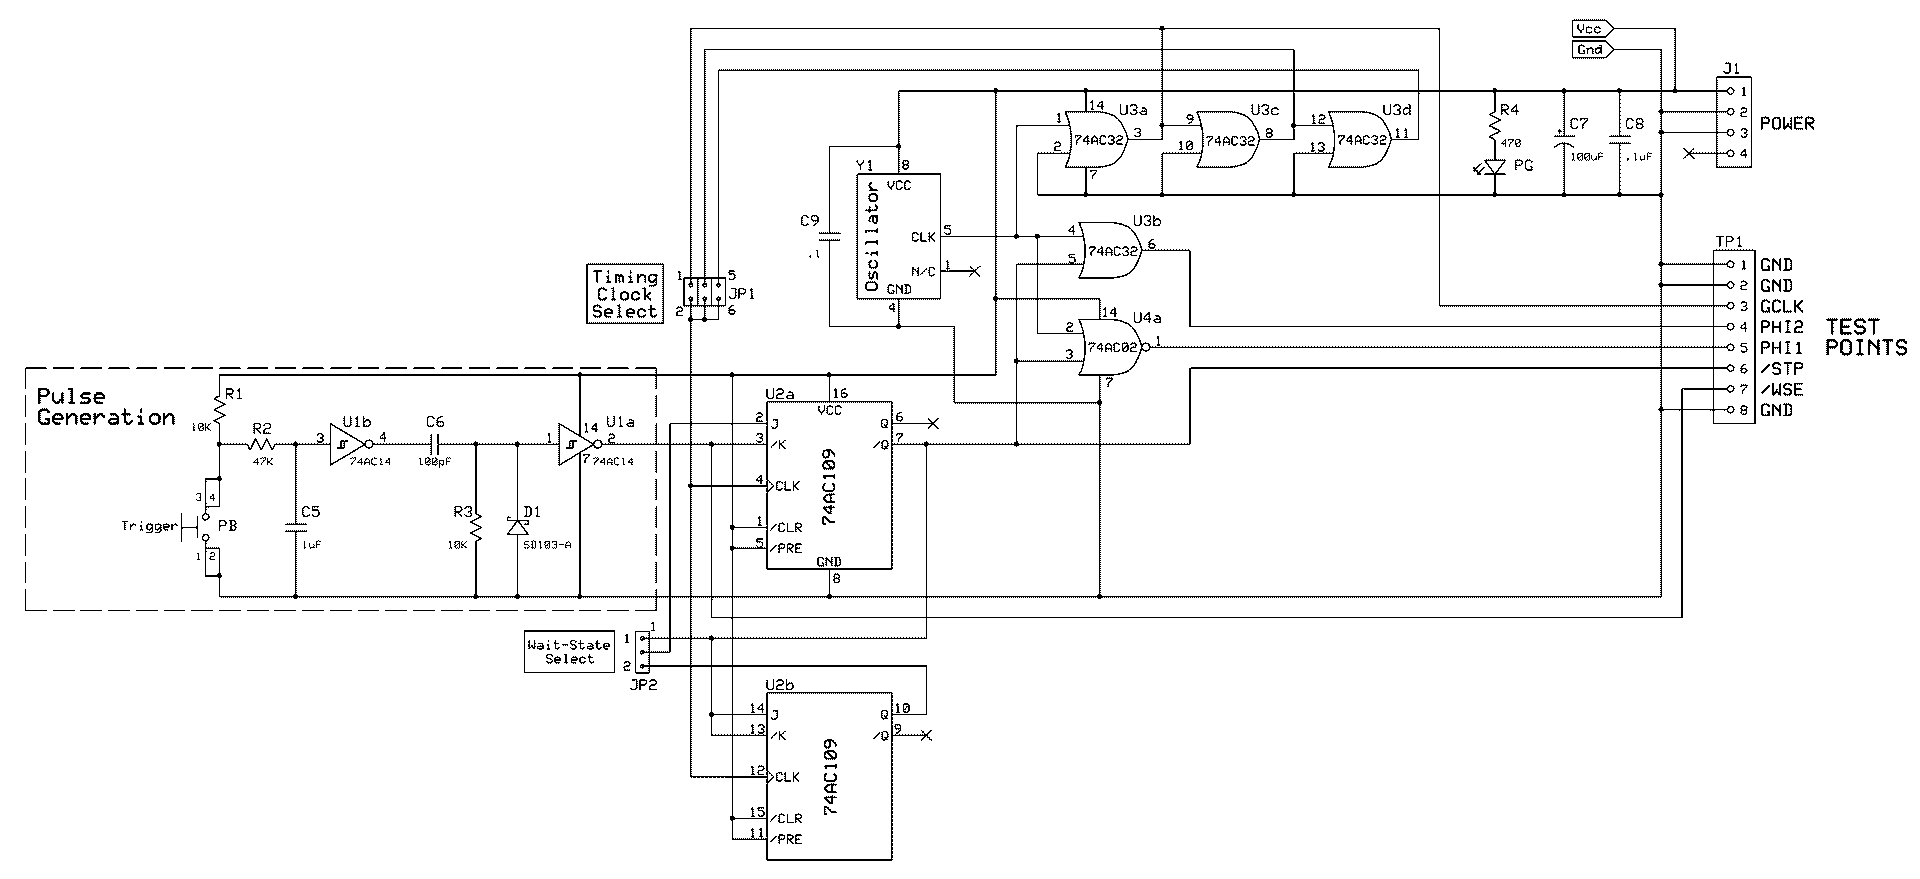 Vcc
Gnd
J1
1
2
3
4
POWER
R4
470
PG
C7
+
100uF
C8
.1uF
U3a
14
1
2
74AC32
3
7
U3c
9
10
74AC32
8
U3d
12
13
74AC32
11
Y1
8
VCC
Oscillator
CLK
5
N/C
1
GND
4
C9
.1
U3b
4
5
74AC32
6
U4a
14
2
3
74AC02
1
7
TP1
1 GND
2 GND
3 GCLK
4 PHI2
5 PHI1
6 /STP
7 /WSE
8 GND
TEST
POINTS
Timing
Clock
Select
1
5
JP1
2
6
Pulse
Generation
R1
10K
R2
47K
U1b
3
4
74AC14
C6
100pF
U1a
14
1
2
7
74AC14
3
4
Trigger
PB
1
2
C5
1uF
R3
10K
D1
SD103-A
U2a
16
VCC
2 J
3 /K
4 CLK
1 /CLR
5 /PRE
74AC109
Q 6
/Q 7
GND
8
Wait-State
Select
1
1
2
JP2
U2b
14 J
13 /K
12 CLK
15 /CLR
11 /PRE
74AC109
Q 10
/Q 9